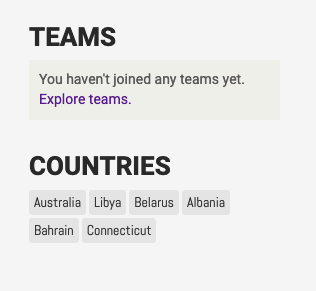 TEAMS
You haven't joined any teams yet.
Explore teams.
COUNTRIES
Australia Libya Belarus Albania
Bahrain Connecticut